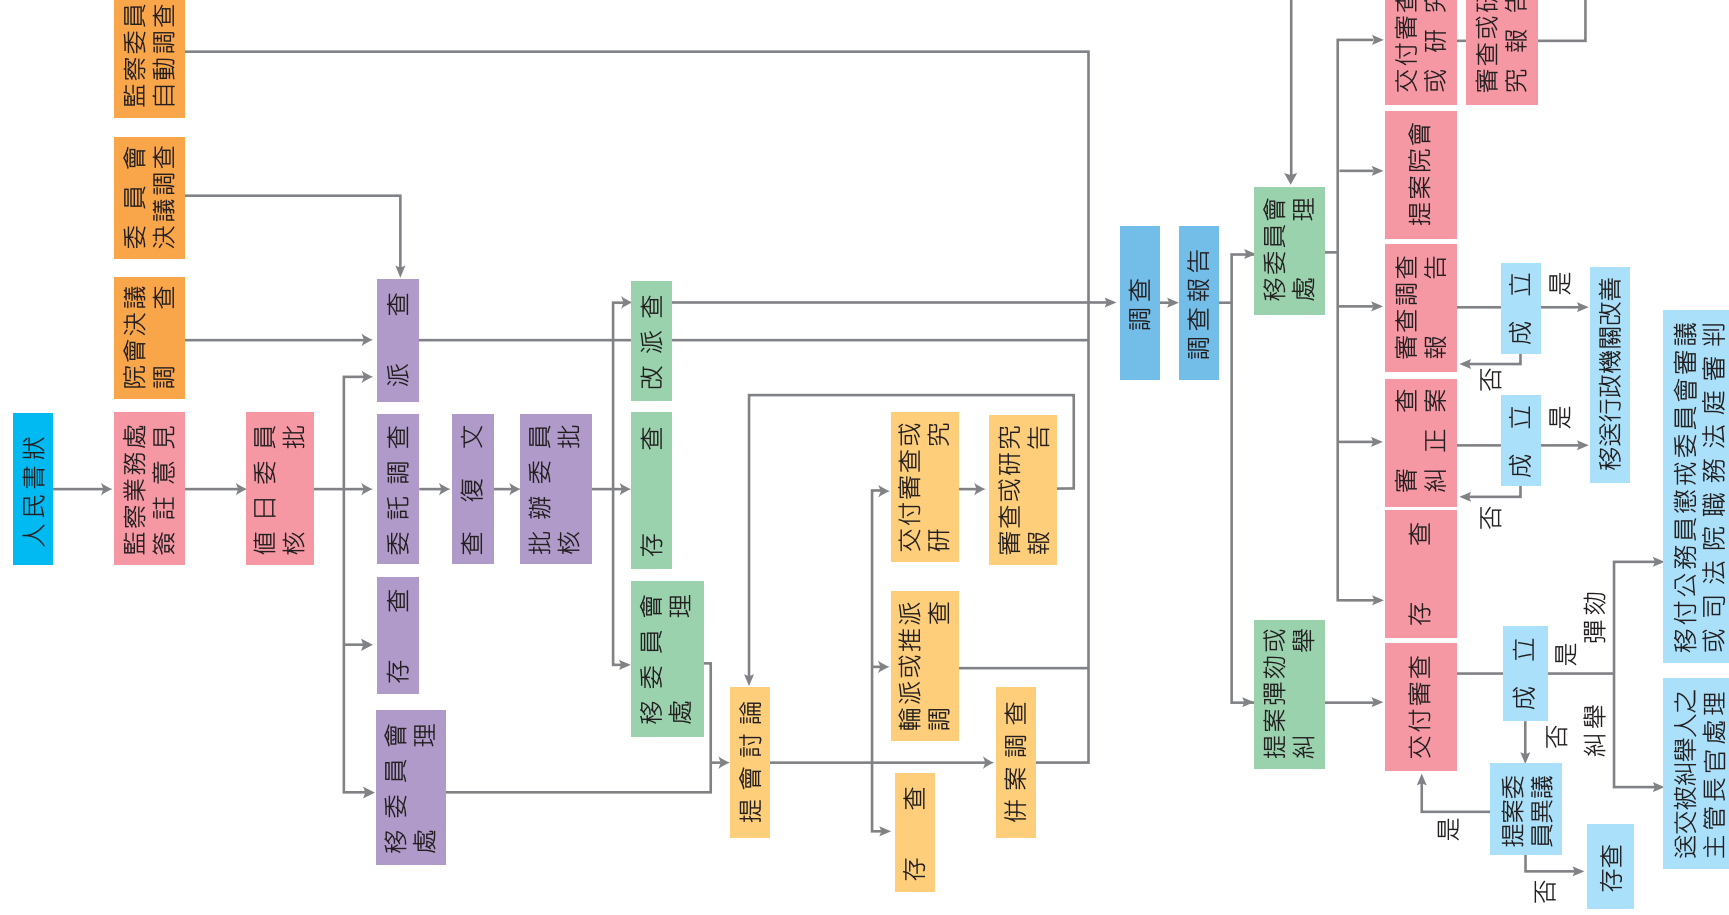 人民書狀
監察業務處
簽註意見
院會決議
調查
委員會
決議調查
監察委員
自動調查
值日委員
核批
移委員會
處理
存查
委託調查
派查
查復文
批辦委員
核批
移委員會
處理
存查
改派查
提會討論
存查
輪派或推派
調查
交付審查或
研究
併案調查
審查或研究
報告
調查
調查報告
提案彈劾或
糾舉
移委員會
處理
交付審查
存查
審查
糾正案
審查調查
報告
提案院會
交付審查
或研究
審查或研
究報告
是
否
否
提案委
員異議
成立
成立
成立
否
否
是
是
是
存查
糾舉
彈劾
移送行政機關改善
送交被糾舉人之
主管長官處理
移付公務員懲戒委員會審議
或司法院職務法庭審判